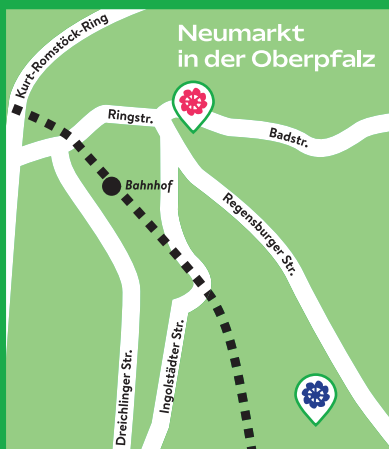 Neumarkt
in der Oberpfalz
Kurt-Romstöck-Ring
Ringstr.
Badstr.
Bahnhof
Regensburger Str.
Ingolstädter Str.
Dreichlinger Str.